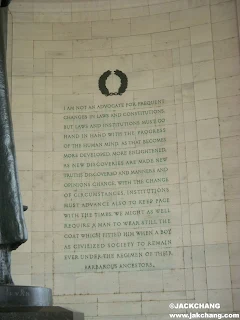 I AM NOT AN ADVOCATE FOR FREQUENT
CHANGES IN LAWS AND CONSTITUTIONS.
BUT LAWS AND INSTITUTIONS MUST GO
HAND IN HAND WITH THE PROGRESS
OF THE HUMAN MIND. AS THAT BECOMES
MORE DEVELOPED, MORE ENLIGHTENED,
AS NEW DISCOVERIES ARE MADE, NEW
TRUTHS DISCOVERED AND MANNERS AND
OPINIONS CHANGE, WITH THE CHANGE
OF CIRCUMSTANCES, INSTITUTIONS
MUST ADVANCE ALSO TO KEEP PACE
WITH THE TIMES. WE MIGHT AS WELL
REQUIRE A MAN TO WEAR STILL THE
COAT WHICH FITTED HIM WHEN A BOY
AS CIVILIZED SOCIETY TO REMAIN
EVER UNDER THE REGIMEN OF THEIR
BARBAROUS ANCESTORS.
©JACKCHANG
https://www.jakchang.com/